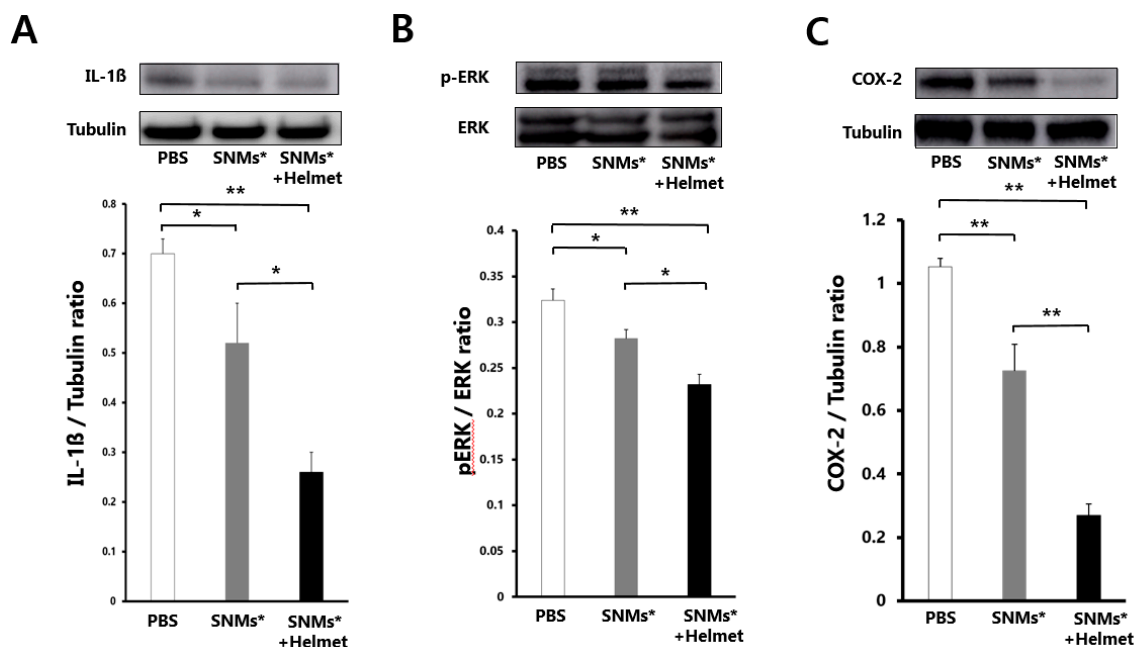 A
IL-1ß
Tubulin
PBS SNMs* SNMs*
+Helmet
**
*
*
0.8
0.7
0.6
0.5
0.4
0.3
0.2
0.1
0
IL-1ß / Tubulin ratio
PBS SNMs* SNMs*
+Helmet
B
p-ERK
ERK
PBS SNMs* SNMs*
+Helmet
**
*
*
0.4
0.35
0.3
0.25
0.2
0.15
0.1
0.05
0
pERK / ERK ratio
PBS SNMs* SNMs*
+Helmet
C
COX-2
Tubulin
PBS SNMs* SNMs*
+Helmet
**
**
**
1.2
1
0.8
0.6
0.4
0.2
0
COX-2 / Tubulin ratio
PBS SNMs* SNMs*
+Helmet